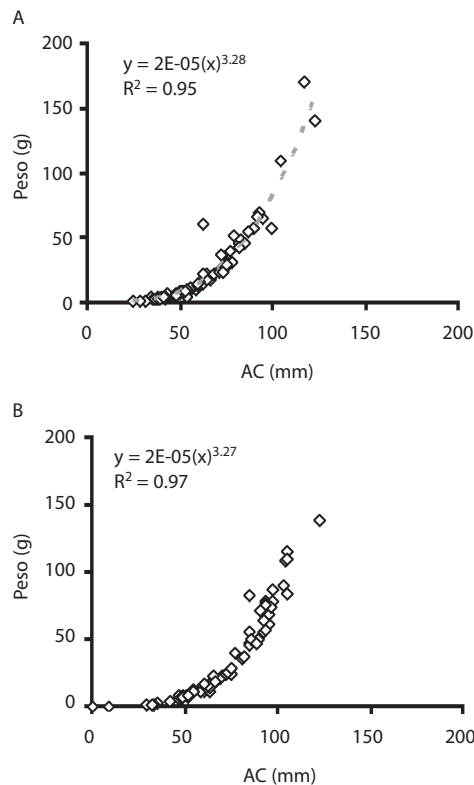 A
y = 2E-05(x)^3.28
R² = 0.95
200
150
100
50
0
Peso (g)
0 50 100 150 200
AC (mm)
B
y = 2E-05(x)^3.27
R² = 0.97
200
150
100
50
0
Peso (g)
0 50 100 150 200
AC (mm)